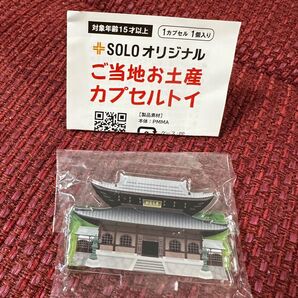 対象年齢15才以上
1カプセル 1個入り
SOLOオリジナル
ご当地お土産
カプセルトイ
【製品素材】
本体：PMMA